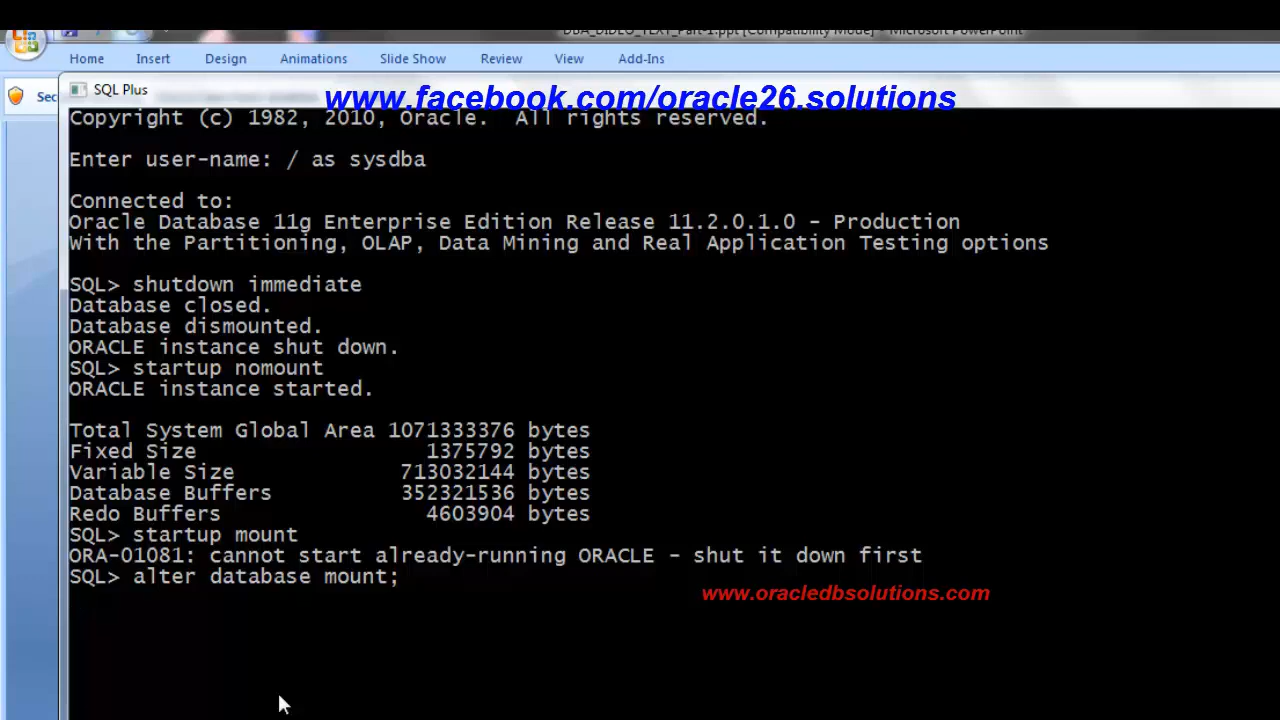 DBA_DIDEO_TEXT_Part-1.ppt [Compatibility Mode] - Microsoft PowerPoint
Home Insert Design Animations Slide Show Review View Add-Ins
Sec
SQL Plus
www.facebook.com/oracle26.solutions
Copyright (c) 1982, 2010, Oracle.  All rights reserved.
Enter user-name: / as sysdba
Connected to:
Oracle Database 11g Enterprise Edition Release 11.2.0.1.0 - Production
With the Partitioning, OLAP, Data Mining and Real Application Testing options
SQL> shutdown immediate
Database closed.
Database dismounted.
ORACLE instance shut down.
SQL> startup nomount
ORACLE instance started.
Total System Global Area 1071333376 bytes
Fixed Size 1375792 bytes
Variable Size 713032144 bytes
Database Buffers 352321536 bytes
Redo Buffers 4603904 bytes
SQL> startup mount
ORA-01081: cannot start already-running ORACLE - shut it down first
SQL> alter database mount;
www.oracledbsolutions.com